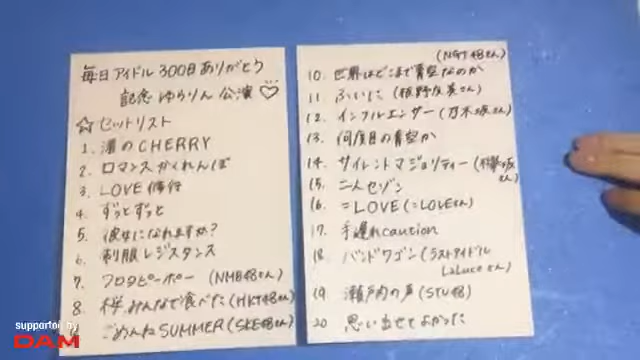 毎日アイドル300日ありがとう
記念 ゆうりん 公演♡
☆セットリスト
1. 渚のCHERRY
2. ロマンスかくれんぼ
3. LOVE修行
4. ずっとずっと
5. 彼女になれますか?
6. 制服レジスタンス
7. フロタピーポー (NMB48さん)
8. 桜 みんなで食べた(HKT48さん)
ごめんねSUMMER(SKE48さん)
(NGT48さん)
10. 世界はどこまで青空なのか
11. ふいに (板野友美さん)
12. インフルエンサー(乃木坂さん)
13. 何度目の青空か
14. サイレントマジョリティー(欅坂さん)
15. 二人セゾン
16. =LOVE(=LOVEさん)
17. 手遅れcaution
18. バンドワゴン(ラストアイドル
LaLuceさん)
19 瀬戸内の声(STU48)
20 思い出せてよかった
supported by
DAM